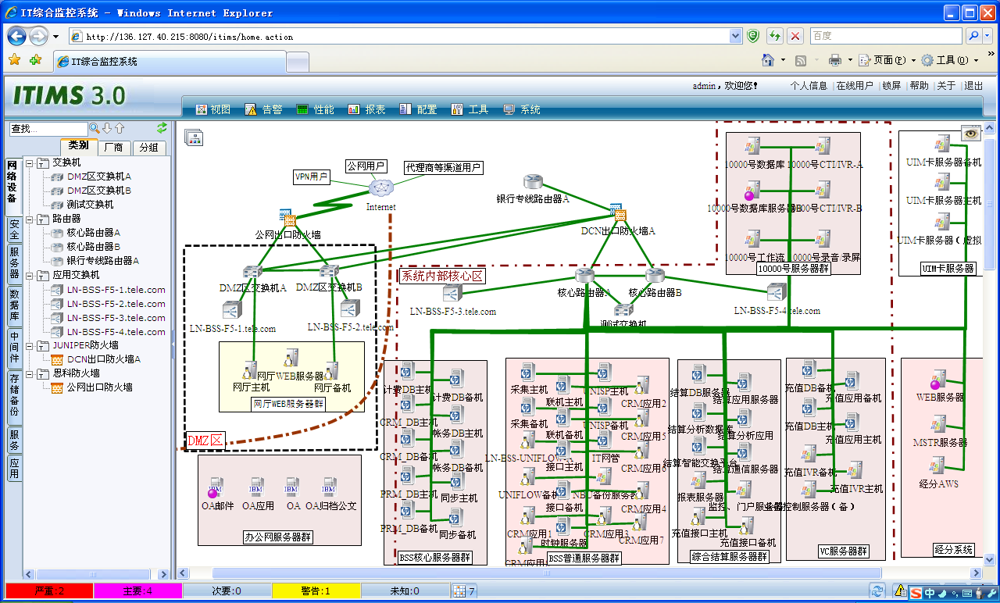 IT综合监控系统 - Windows Internet Explorer
http://136.127.40.215:8080/itims/home.action
百度
IT综合监控系统
页面(P)
工具(O)
ITIMS 3.0
admin，欢迎您!
个人信息 | 在线用户 | 锁屏 | 帮助 | 关于 | 退出
视图
告警
性能
报表
配置
工具
系统
查找...
类别
厂商
分组
网络设备
安全
服务器
数据库
中间件
存储备份
服务
应用
交换机
DMZ区交换机A
DMZ区交换机B
测试交换机
路由器
核心路由器A
核心路由器B
银行专线路由器A
应用交换机
LN-BSS-F5-1.tele.com
LN-BSS-F5-2.tele.com
LN-BSS-F5-3.tele.com
LN-BSS-F5-4.tele.com
JUNIPER防火墙
DCN出口防火墙A
思科防火墙
公网出口防火墙
VPN用户
公网用户
代理商等渠道用户
Internet
银行专线路由器A
公网出口防火墙
DCN出口防火墙A
DMZ区交换机A
DMZ区交换机B
LN-BSS-F5-1.tele.com
LN-BSS-F5-2.tele.com
网厅WEB服务器
网厅主机
网厅备机
网厅WEB服务器群
DMZ区
系统内部核心区
LN-BSS-F5-3.tele.com
核心路由器A
核心路由器B
测试交换机
LN-BSS-F5-4.tele.com
10000号数据库
10000号CTI/IVR-A
10000号数据库服务器B
10000号工作流
10000号录音/录屏
10000号服务器群
UIM卡服务器备机
UIM卡服务器主机
UIM卡服务器（虚拟
UIM卡服务器
OA邮件
OA应用
OA
OA归档公文
办公网服务器群
计费DB主机
计费DB备机
CRM_DB主机
帐务DB主机
CRM_DB备机
帐务DB备机
PRM_DB主机
同步主机
PRM_DB备机
同步备机
BSS核心服务器群
采集主机
联机主机
UNISP主机
CRM应用2
采集备机
联机备机
UNISP备机
CRM应用5
接口主机
IT网管
CRM应用6
UNIFLOW备机
接口备机
NBU备份服务器
CRM应用4
CRM应用1
时钟服务器
CRM应用3
CRM应用7
BSS普通服务器群
结算DB服务器
结算应用服务器
结算分析数据库
结算分析应用
结算智能交换平台
结算通信服务器
报表服务器
充值接口主机
充值接口备机
综合结算服务器群
充值DB备机
充值应用备机
充值DB主机
充值应用主机
充值IVR备机
充值IVR主机
VC服务器群
WEB服务器
MSTR服务器
经分AWS
经分系统
严重:2
主要:4
次要:0
警告:1
未知:0
7
中